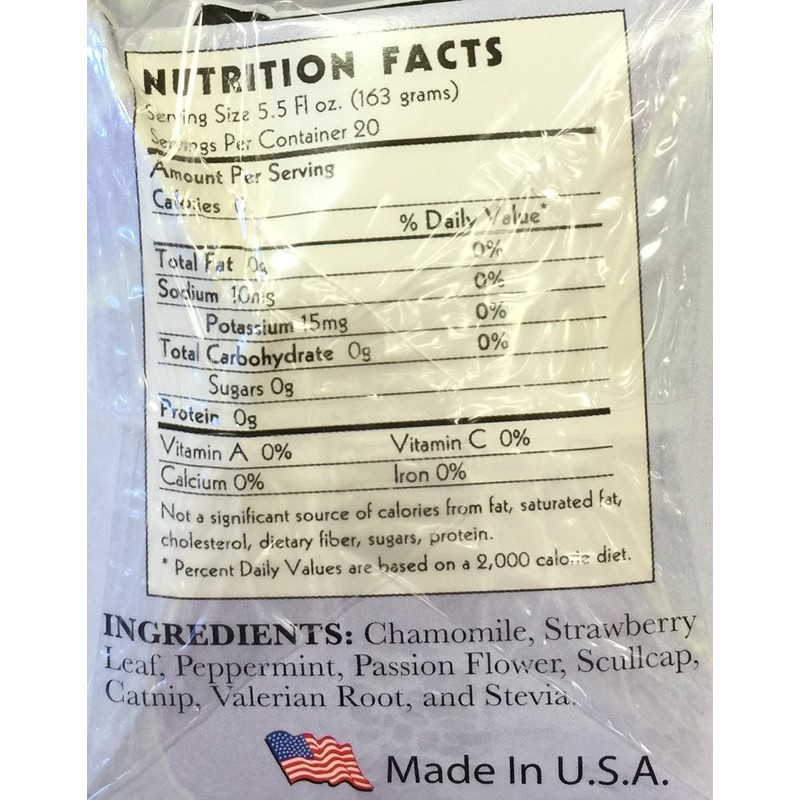 NUTRITION FACTS
Serving Size 5.5 Fl oz. (163 grams)
Servings Per Container 20
Amount Per Serving
Calories
% Daily Value*
Total Fat 0g 0%
Sodium 10mg 0%
Potassium 15mg 0%
Total Carbohydrate 0g 0%
Sugars 0g
Protein 0g
Vitamin A 0% Vitamin C 0%
Calcium 0% Iron 0%
Not a significant source of calories from fat, saturated fat,
cholesterol, dietary fiber, sugars, protein.
* Percent Daily Values are based on a 2,000 calorie diet.
INGREDIENTS: Chamomile, Strawberry
Leaf, Peppermint, Passion Flower, Scullcap,
Catnip, Valerian Root, and Stevia.
Made In U.S.A.